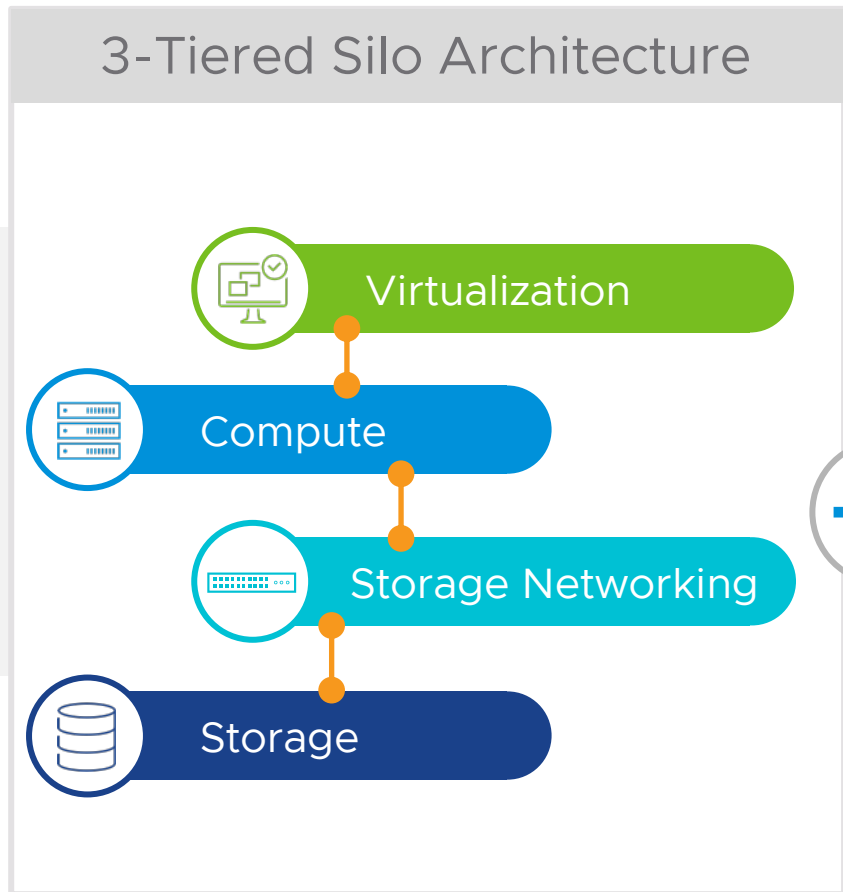 3-Tiered Silo Architecture
Virtualization
Compute
Storage Networking
Storage